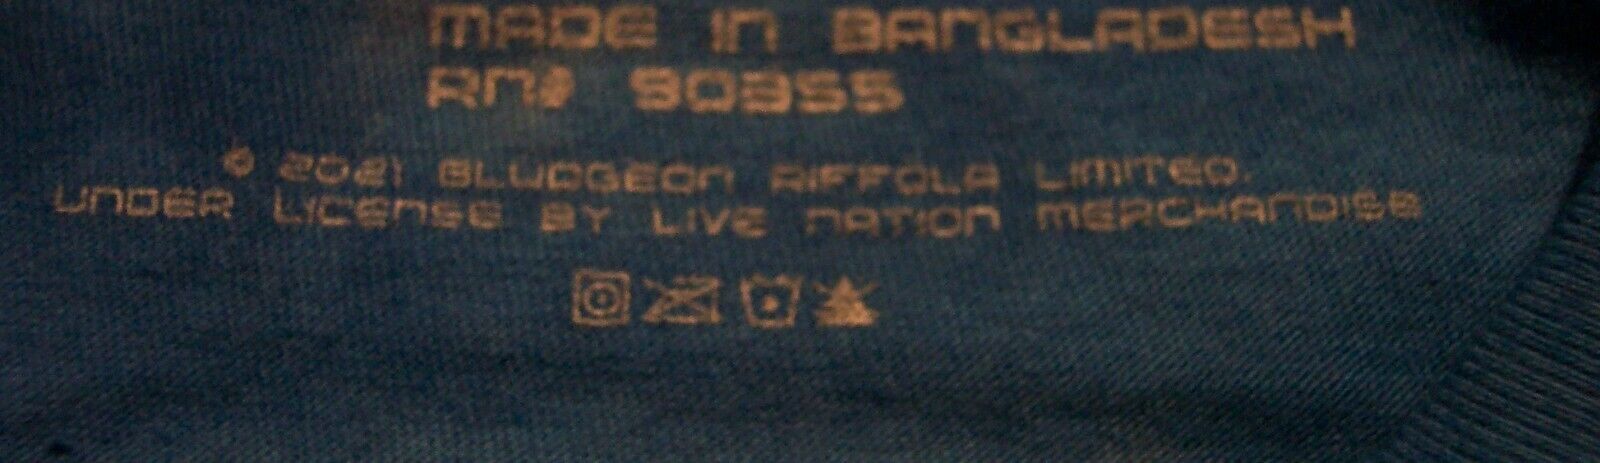 MADE IN BANGLADESH
RN# 90355
© 2021 BLUDGEON RIFFOLA LIMITED.
UNDER LICENSE BY LIVE NATION MERCHANDISE